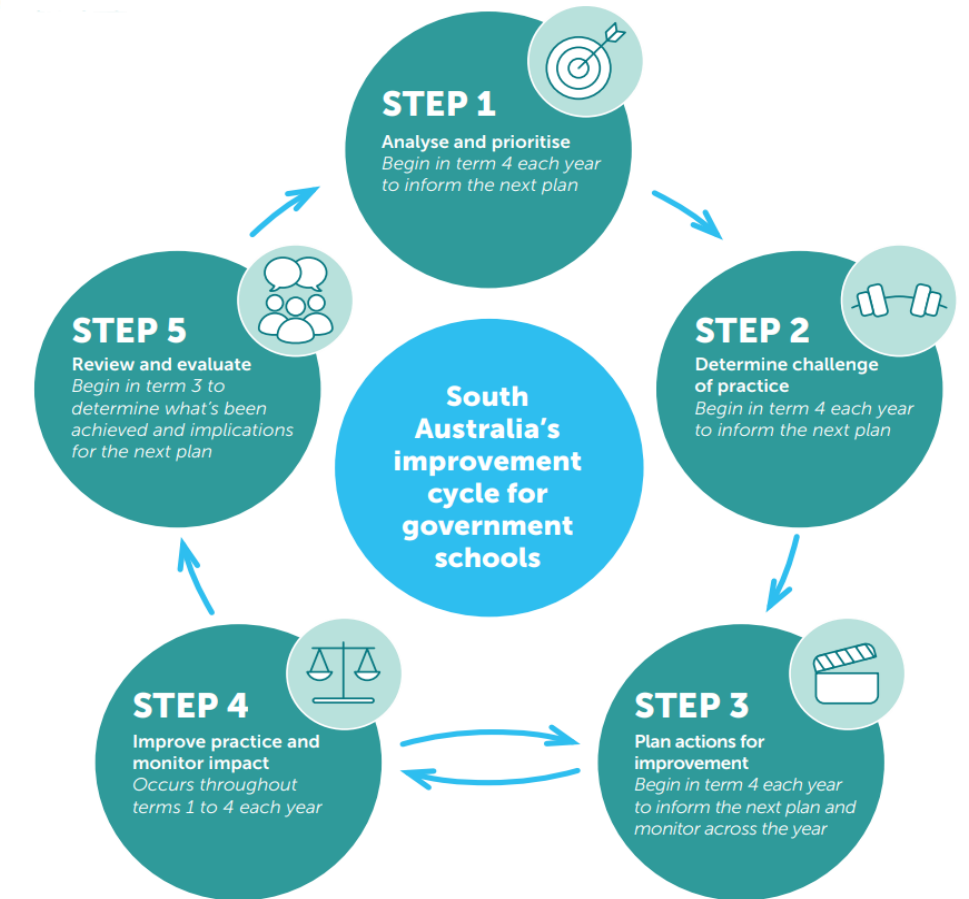 STEP 1
Analyse and prioritise
Begin in term 4 each year
to inform the next plan
STEP 2
Determine challenge
of practice
Begin in term 4 each year
to inform the next plan
STEP 3
Plan actions for
improvement
Begin in term 4 each year
to inform the next plan and
monitor across the year
STEP 4
Improve practice and
monitor impact
Occurs throughout
terms 1 to 4 each year
STEP 5
Review and evaluate
Begin in term 3 to
determine what's been
achieved and implications
for the next plan
South
Australia's
improvement
cycle for
government
schools